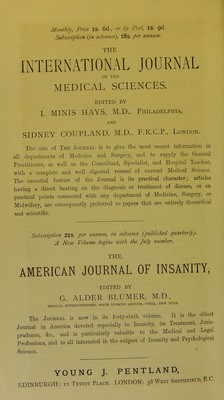 Monthly, Price 1s. 6d., or by Post, 1s. 9d.
Subscription (in advance), 18s. per annum.
THE
INTERNATIONAL JOURNAL
OF THE
MEDICAL SCIENCES.
EDITED BY
I. MINIS HAYS, M.D., PHILADELPHIA,
AND
SIDNEY COUPLAND, M.D., F.R.C.P., LONDON.
The aim of THE JOURNAL is to give the most recent information in
all departments of Medicine and Surgery, and to supply the General
Practitioner, as well as the Consultant, Specialist, and Hospital Teacher,
with a complete and well digested résumé of current Medical Science.
The essential feature of the Journal is its practical character; articles
having a direct bearing on the diagnosis or treatment of disease, or on
practical points connected with any department of Medicine, Surgery, or
Midwifery, are consequently preferred to papers that are entirely theoretical
and scientific.
Subscription 22s. per annum, in advance (published quarterly).
A New Volume begins with the July number.
THE
AMERICAN JOURNAL OF INSANITY,
EDITED BY
G. ALDER BLUMER, M.D.,
MEDICAL SUPERINTENDENT, STATE LUNATIC ASYLUM, UTICA, NEW YORK.
THE JOURNAL is now in its forty-sixth volume. It is the oldest
Journal in America devoted especially to Insanity, its Treatment, Juris-
prudence, &c., and is particularly valuable to the Medical and Legal
Professions, and to all interested in the subject of Insanity and Psychological
Science.
YOUNG J. PENTLAND,
EDINBURGH: 11 TEVIOT PLACE. LONDON: 38 WEST SMITHFIELD, E.C.